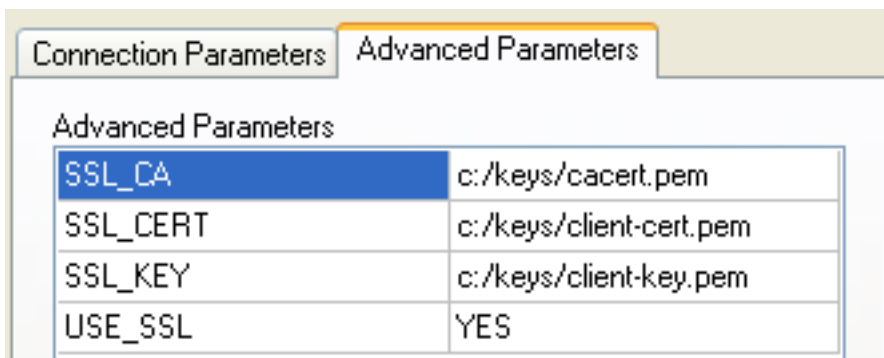 Connection Parameters Advanced Parameters
Advanced Parameters
SSL_CA c:/keys/cacert.pem
SSL_CERT c:/keys/client-cert.pem
SSL_KEY c:/keys/client-key.pem
USE_SSL YES